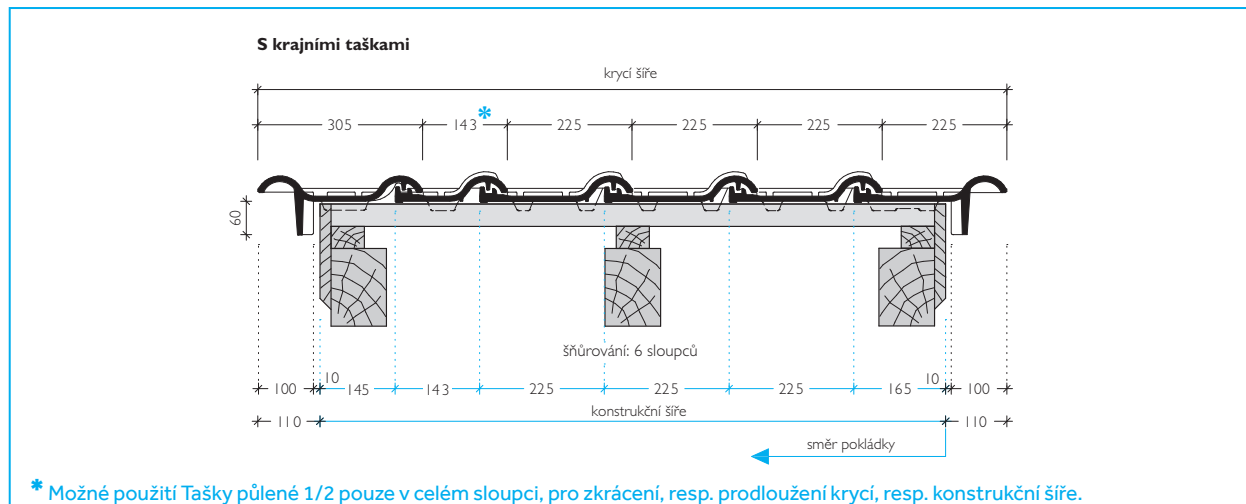 S krajními taškami
krycí šíře
305 143* 225 225 225 225
60
šňůrování: 6 sloupců
100 10 145 143 225 225 225 165 10 100
110 konstrukční šíře 110
směr pokládky
* Možné použití Tašky půlené 1/2 pouze v celém sloupci, pro zkrácení, resp. prodloužení krycí, resp. konstrukční šíře.